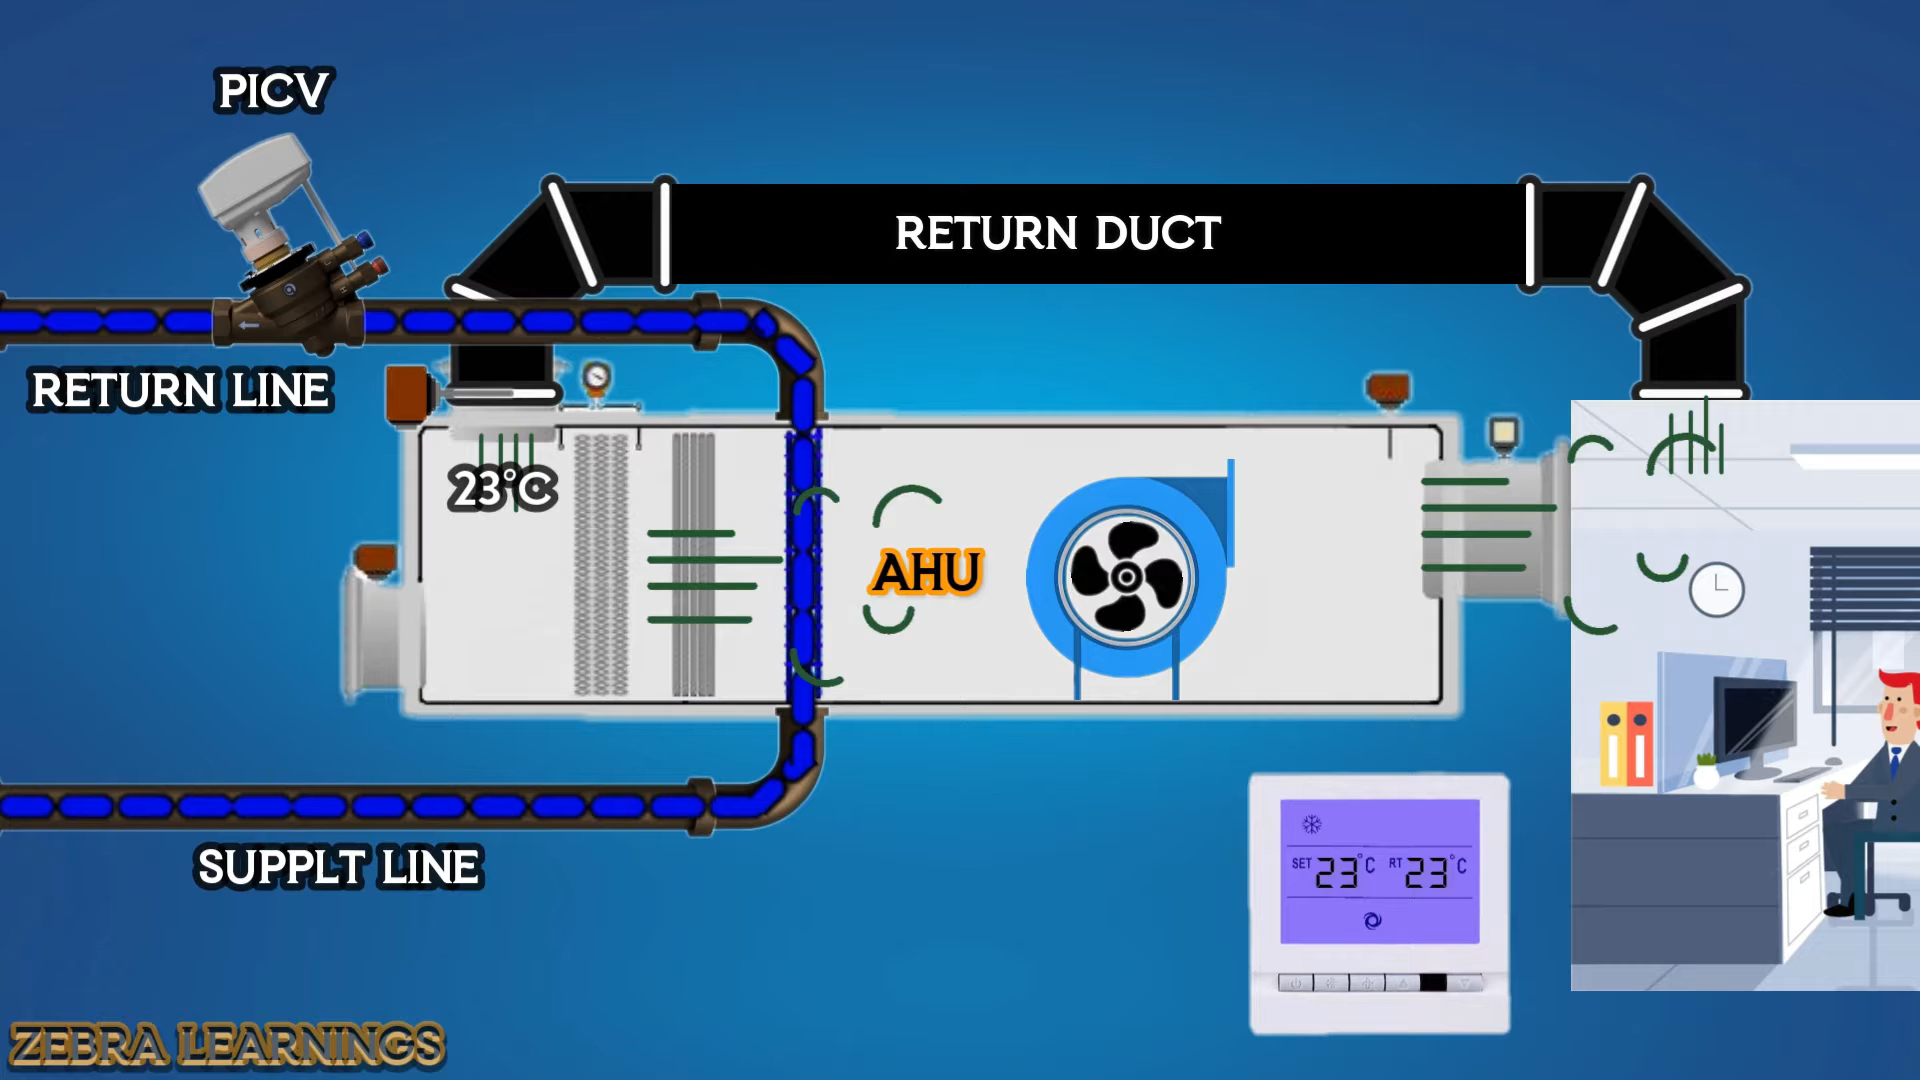 PICV
RETURN DUCT
RETURN LINE
23°C
AHU
SUPPLT LINE
SET 23°C RT 23°C
ZEBRA LEARNINGS